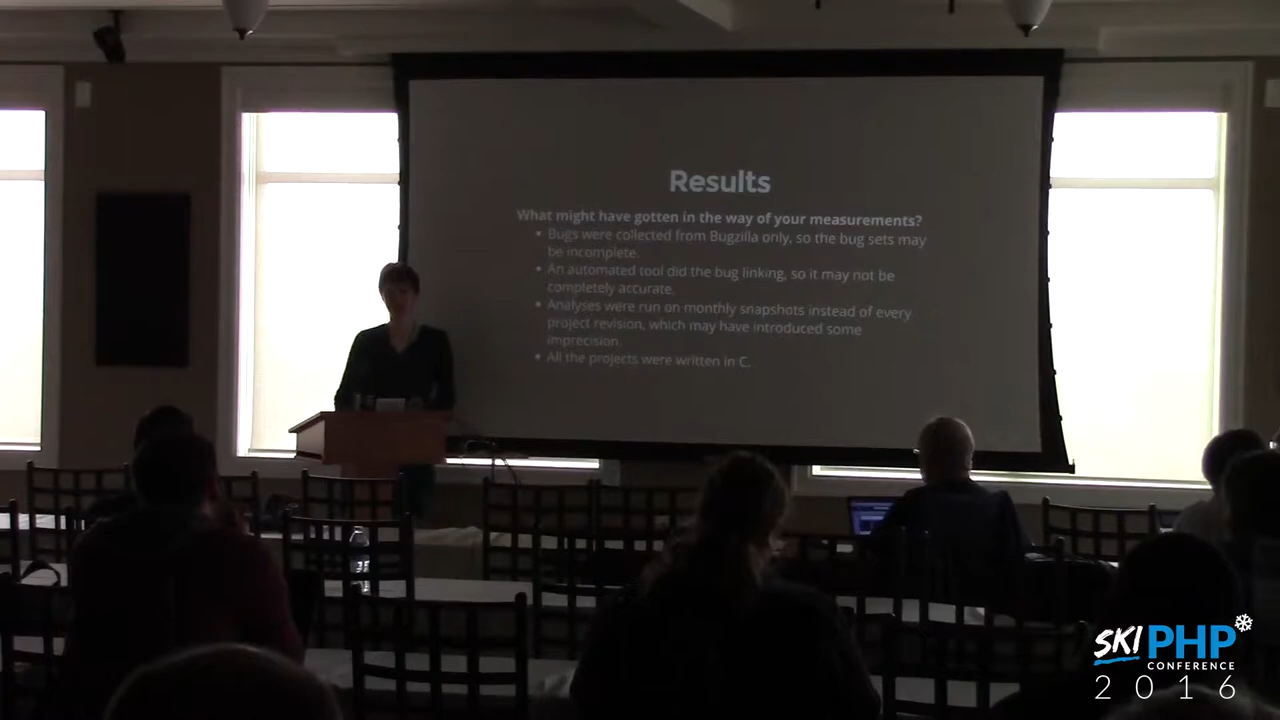 Results
What might have gotten in the way of your measurements?
• Bugs were collected from Bugzilla only, so the bug sets may
be incomplete.
• An automated tool did the bug linking, so it may not be
completely accurate.
• Analyses were run on monthly snapshots instead of every
project revision, which may have introduced some
imprecision.
• All the projects were written in C.
SKI PHP
CONFERENCE
2016